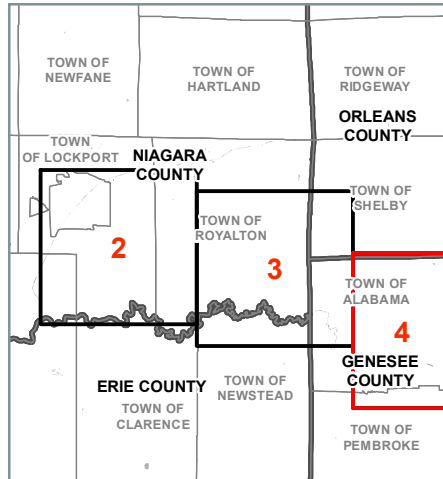 TOWN OF
NEWFANE
TOWN OF
HARTLAND
TOWN OF
RIDGEWAY
ORLEANS
COUNTY
TOWN
OF LOCKPORT
NIAGARA
COUNTY
TOWN OF
SHELBY
TOWN OF
ROYALTON
2
3
TOWN OF
ALABAMA
4
GENESEE
COUNTY
ERIE COUNTY
TOWN OF
NEWSTEAD
TOWN OF
CLARENCE
TOWN OF
PEMBROKE